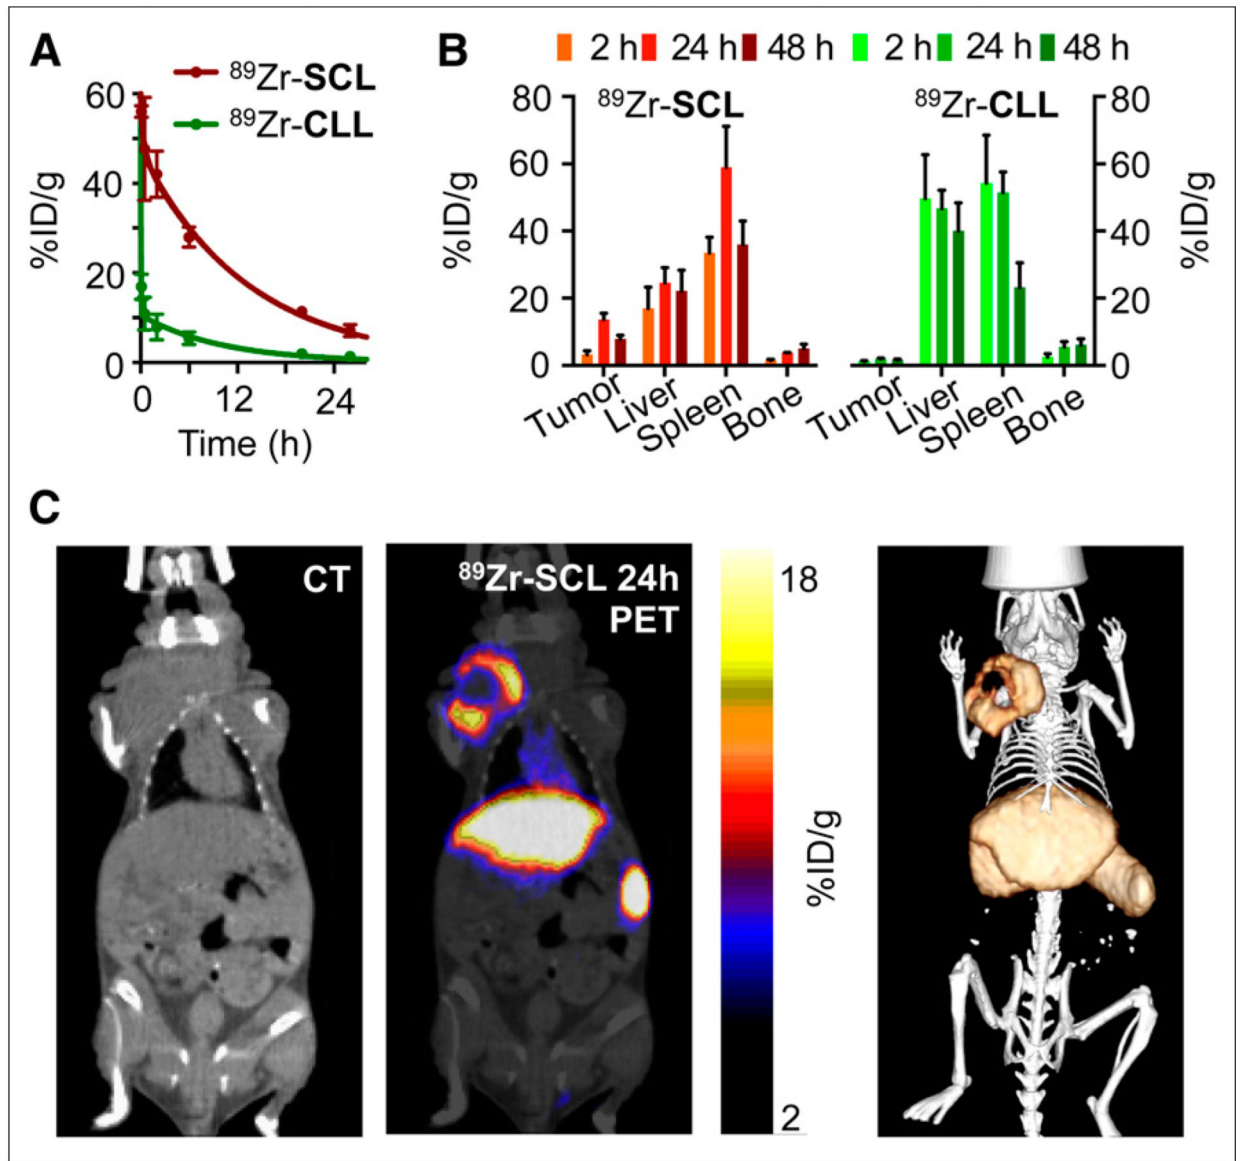 A
⁸⁹Zr-SCL
⁸⁹Zr-CLL
60
40
20
0
%ID/g
0 12 24
Time (h)
B
2 h 24 h 48 h 2 h 24 h 48 h
⁸⁹Zr-SCL ⁸⁹Zr-CLL
80
60
40
20
0
%ID/g
Tumor Liver Spleen Bone
Tumor Liver Spleen Bone
80
60
40
20
0
%ID/g
C
CT
⁸⁹Zr-SCL 24h
PET
18
%ID/g
2